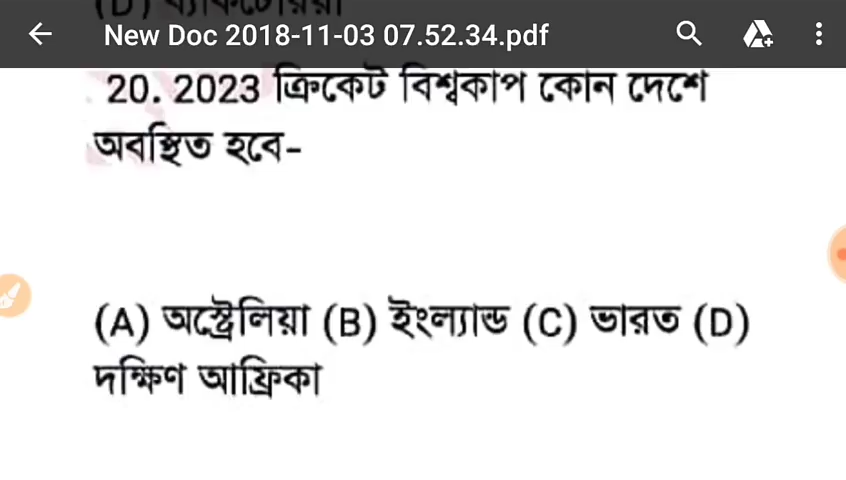 New Doc 2018-11-03 07.52.34.pdf
20. 2023 ক্রিকেট বিশ্বকাপ কোন দেশে
অবস্থিত হবে-
(A) অস্ট্রেলিয়া (B) ইংল্যান্ড (C) ভারত (D)
দক্ষিণ আফ্রিকা